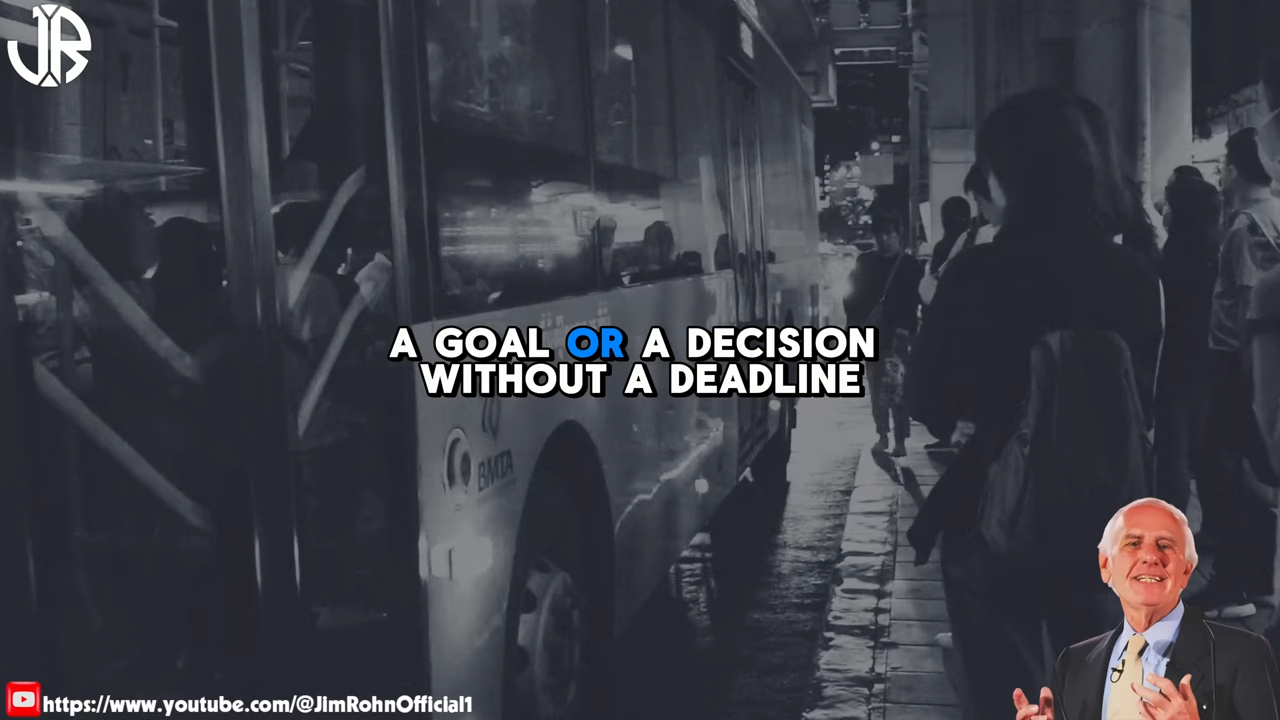 JR
A GOAL OR A DECISION
WITHOUT A DEADLINE
BMTA
https://www.youtube.com/@JimRohnOfficial1